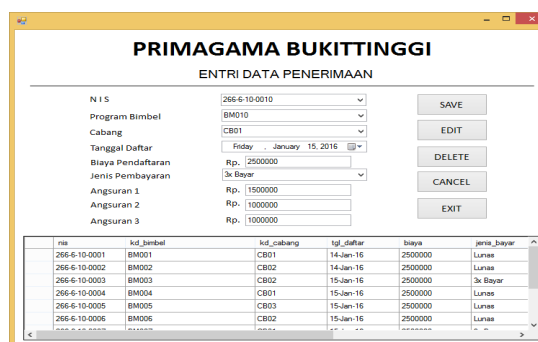 PRIMAGAMA BUKITTINGGI
ENTRI DATA PENERIMAAN
N I S 266-6-10-0010
Program Bimbel BM010
Cabang CB01
Tanggal Daftar Friday , January 15, 2016
Biaya Pendaftaran Rp. 2500000
Jenis Pembayaran 3x Bayar
Angsuran 1 Rp. 1500000
Angsuran 2 Rp. 1000000
Angsuran 3 Rp. 1000000
SAVE
EDIT
DELETE
CANCEL
EXIT
nis kd_bimbel kd_cabang tgl_daftar biaya jenis_bayar
266-6-10-0001 BM001 CB01 14-Jan-16 2500000 Lunas
266-6-10-0002 BM002 CB02 14-Jan-16 2500000 Lunas
266-6-10-0003 BM003 CB02 15-Jan-16 2500000 3x Bayar
266-6-10-0004 BM004 CB01 15-Jan-16 2500000 Lunas
266-6-10-0005 BM005 CB03 15-Jan-16 2500000 Lunas
266-6-10-0006 BM006 CB02 15-Jan-16 2500000 Lunas